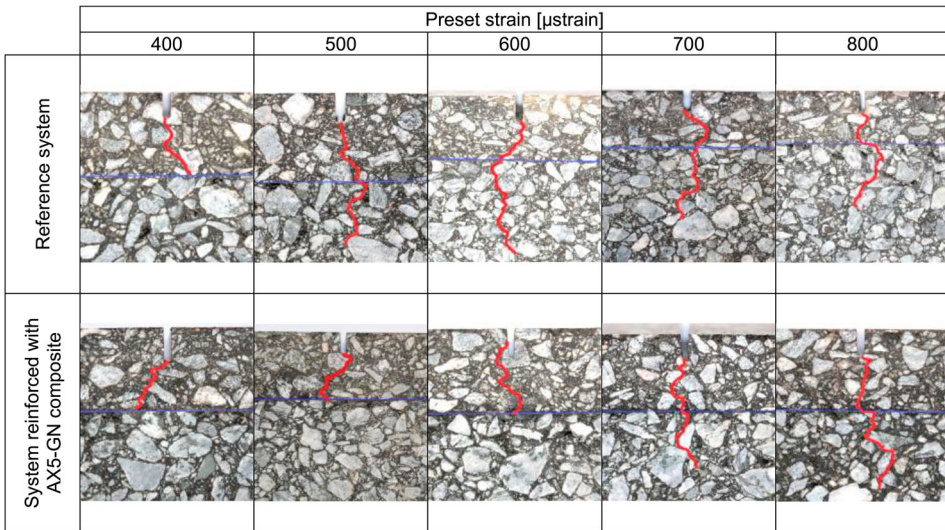 Preset strain [µstrain]
400 500 600 700 800
Reference system
System reinforced with
AX5-GN composite